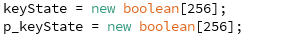 keyState = new boolean[256];
p_keyState = new boolean[256];